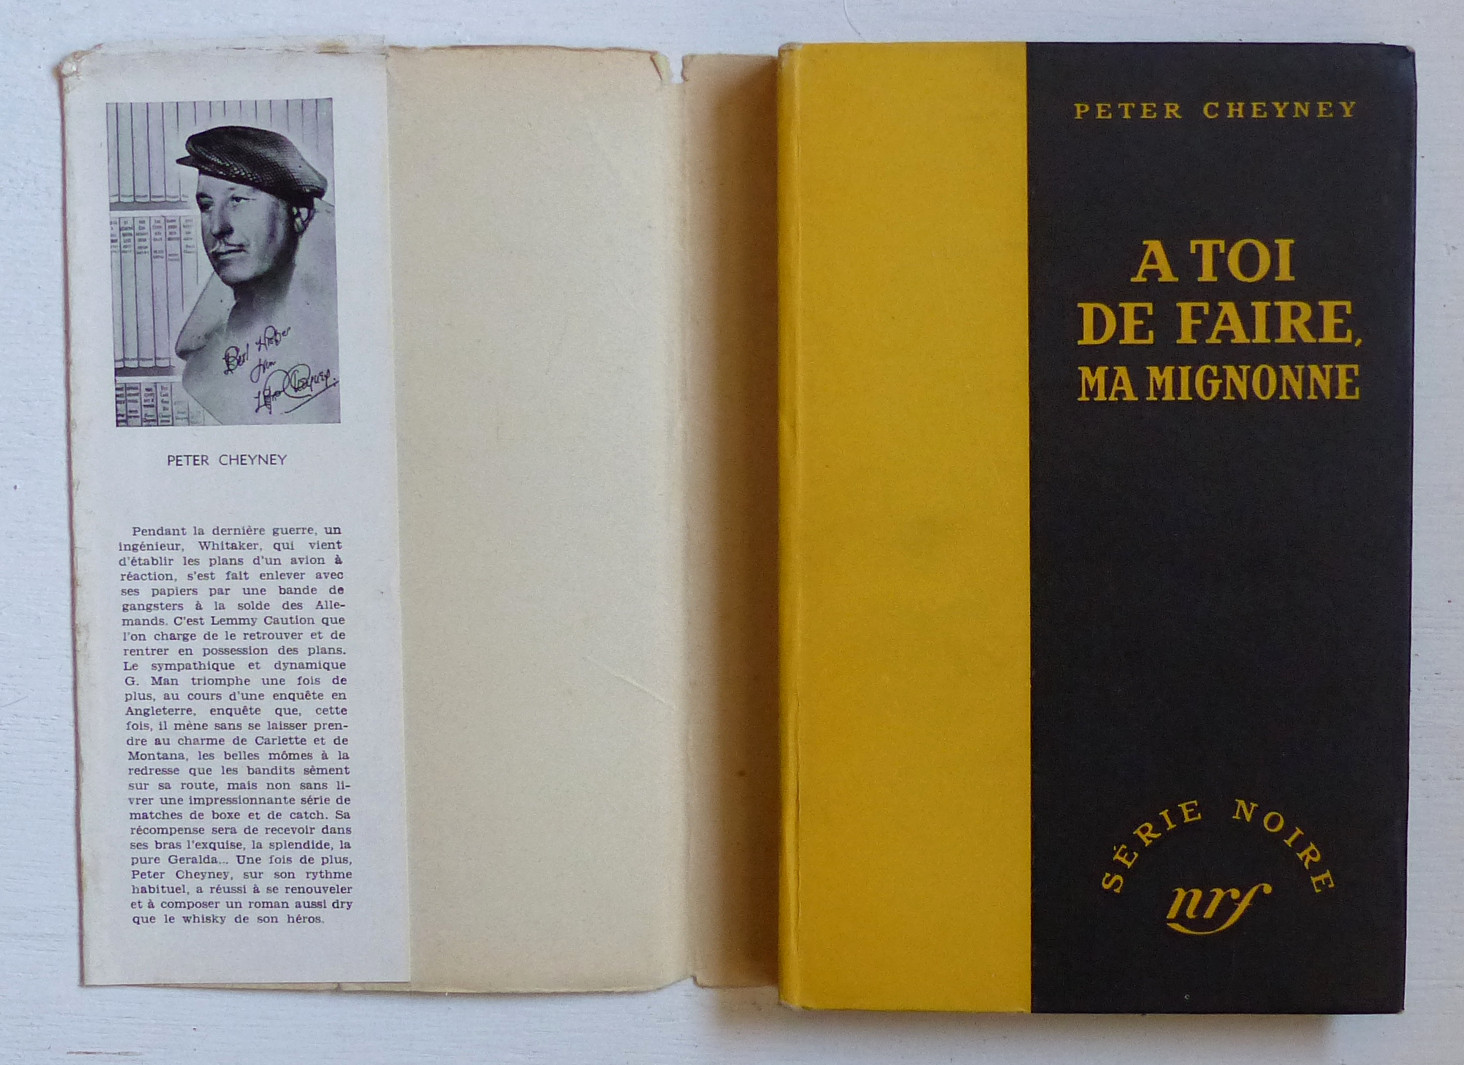 Best Wishes
from
Peter Cheyney
PETER CHEYNEY
Pendant la dernière guerre, un
ingénieur, Whitaker, qui vient
d'établir les plans d'un avion à
réaction, s'est fait enlever avec
ses papiers par une bande de
gangsters à la solde des Alle-
mands. C'est Lemmy Caution que
l'on charge de le retrouver et de
rentrer en possession des plans.
Le sympathique et dynamique
G. Man triomphe une fois de
plus, au cours d'une enquête en
Angleterre, enquête que, cette
fois, il mène sans se laisser pren-
dre au charme de Carlette et de
Montana, les belles mômes à la
redresse que les bandits sèment
sur sa route, mais non sans li-
vrer une impressionnante série de
matches de boxe et de catch. Sa
récompense sera de recevoir dans
ses bras l'exquise, la splendide, la
pure Geralda... Une fois de plus,
Peter Cheyney, sur son rythme
habituel, a réussi à se renouveler
et à composer un roman aussi dry
que le whisky de son héros.
PETER CHEYNEY
A TOI
DE FAIRE,
MA MIGNONNE
SÉRIE NOIRE
nrf